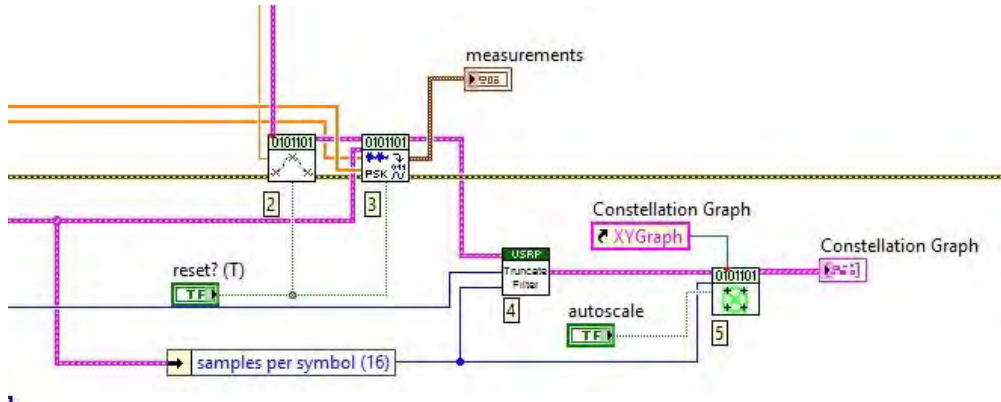 measurements
0101101
0101101
PSK
2
3
Constellation Graph
XYGraph
Constellation Graph
reset? (T)
TF
USRP
Truncate
Filter
4
0101101
autoscale
TF
5
samples per symbol (16)